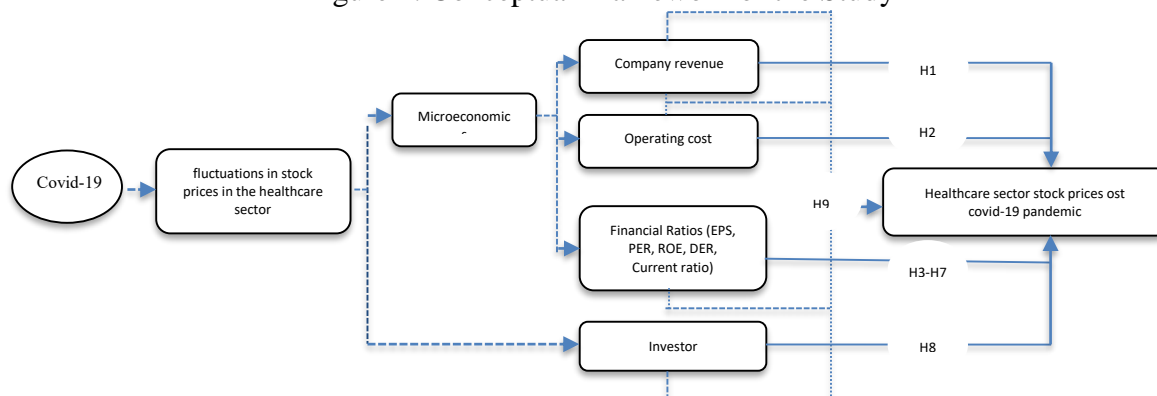 Company revenue
H1
Microeconomic
Operating cost
H2
Covid-19
fluctuations in stock
prices in the healthcare
sector
Healthcare sector stock prices ost
covid-19 pandemic
H9
Financial Ratios (EPS,
PER, ROE, DER,
Current ratio)
H3-H7
Investor
H8